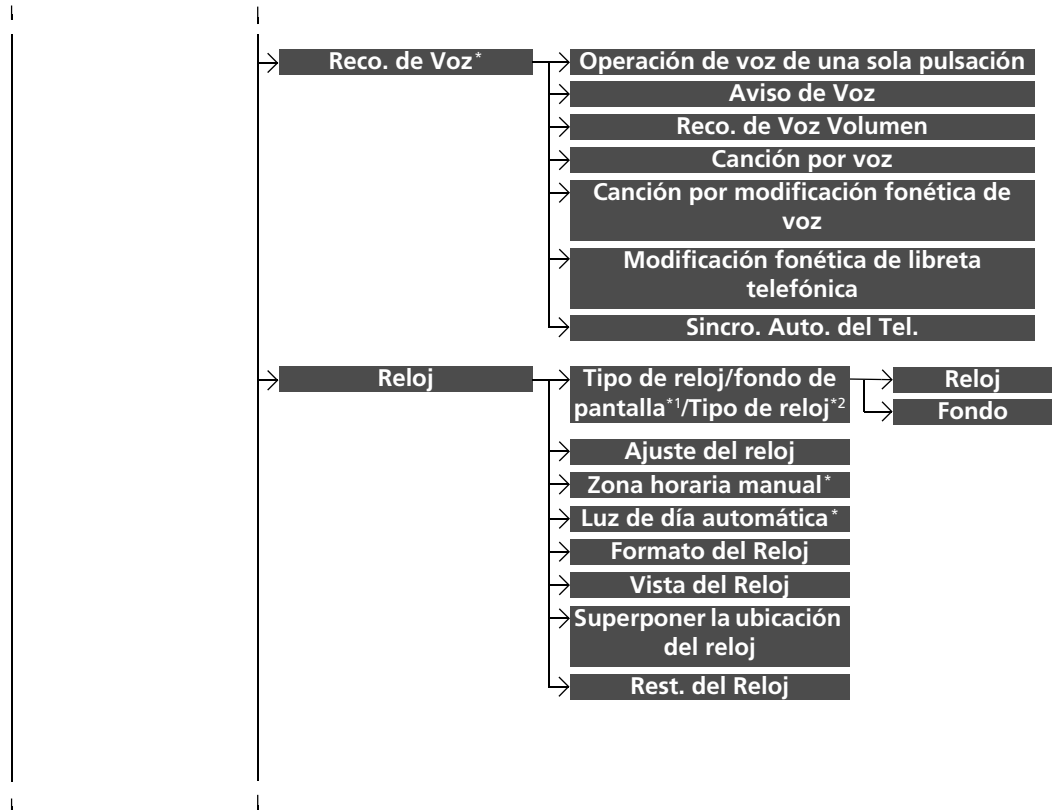 Reco. de Voz*
Operación de voz de una sola pulsación
Aviso de Voz
Reco. de Voz Volumen
Canción por voz
Canción por modificación fonética de
voz
Modificación fonética de libreta
telefónica
Sincro. Auto. del Tel.
Reloj
Tipo de reloj/fondo de
pantalla*1/Tipo de reloj*2
Reloj
Fondo
Ajuste del reloj
Zona horaria manual*
Luz de día automática*
Formato del Reloj
Vista del Reloj
Superponer la ubicación
del reloj
Rest. del Reloj